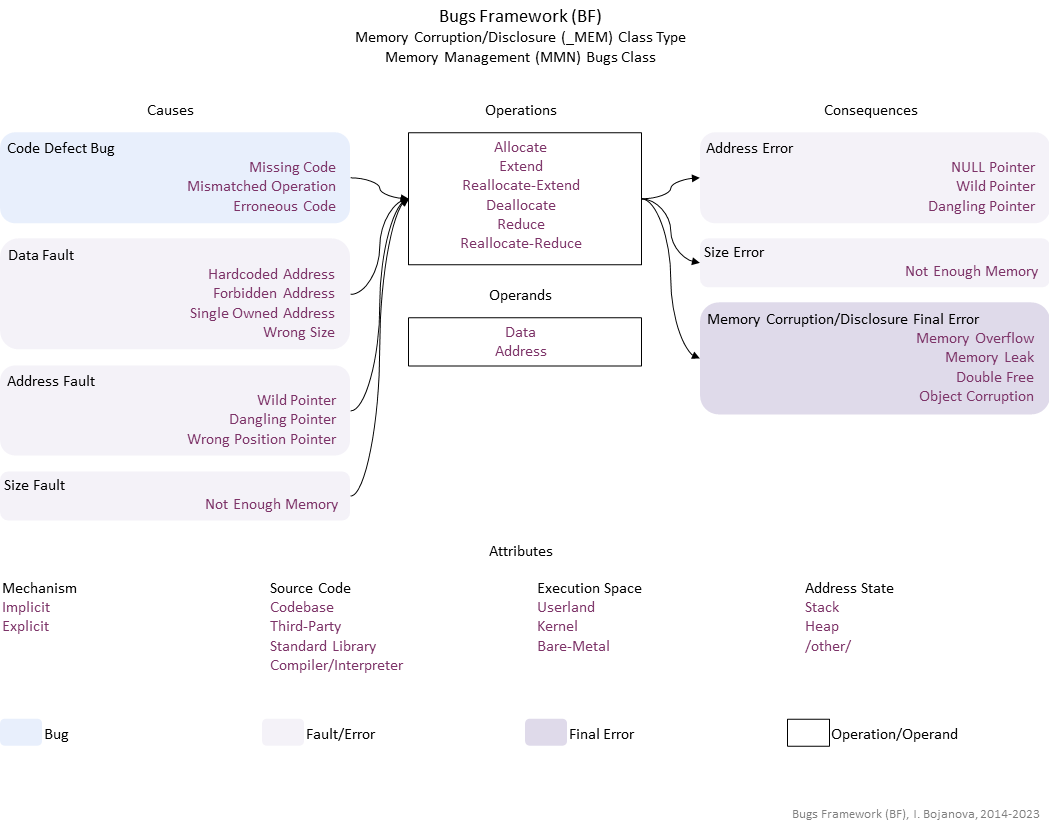 Bugs Framework (BF)
Memory Corruption/Disclosure (_MEM) Class Type
Memory Management (MMN) Bugs Class
Causes
Code Defect Bug
Missing Code
Mismatched Operation
Erroneous Code
Data Fault
Hardcoded Address
Forbidden Address
Single Owned Address
Wrong Size
Address Fault
Wild Pointer
Dangling Pointer
Wrong Position Pointer
Size Fault
Not Enough Memory
Operations
Allocate
Extend
Reallocate-Extend
Deallocate
Reduce
Reallocate-Reduce
Operands
Data
Address
Consequences
Address Error
NULL Pointer
Wild Pointer
Dangling Pointer
Size Error
Not Enough Memory
Memory Corruption/Disclosure Final Error
Memory Overflow
Memory Leak
Double Free
Object Corruption
Attributes
Mechanism
Implicit
Explicit
Source Code
Codebase
Third-Party
Standard Library
Compiler/Interpreter
Execution Space
Userland
Kernel
Bare-Metal
Address State
Stack
Heap
/other/
Bug
Fault/Error
Final Error
Operation/Operand
Bugs Framework (BF), I. Bojanova, 2014-2023